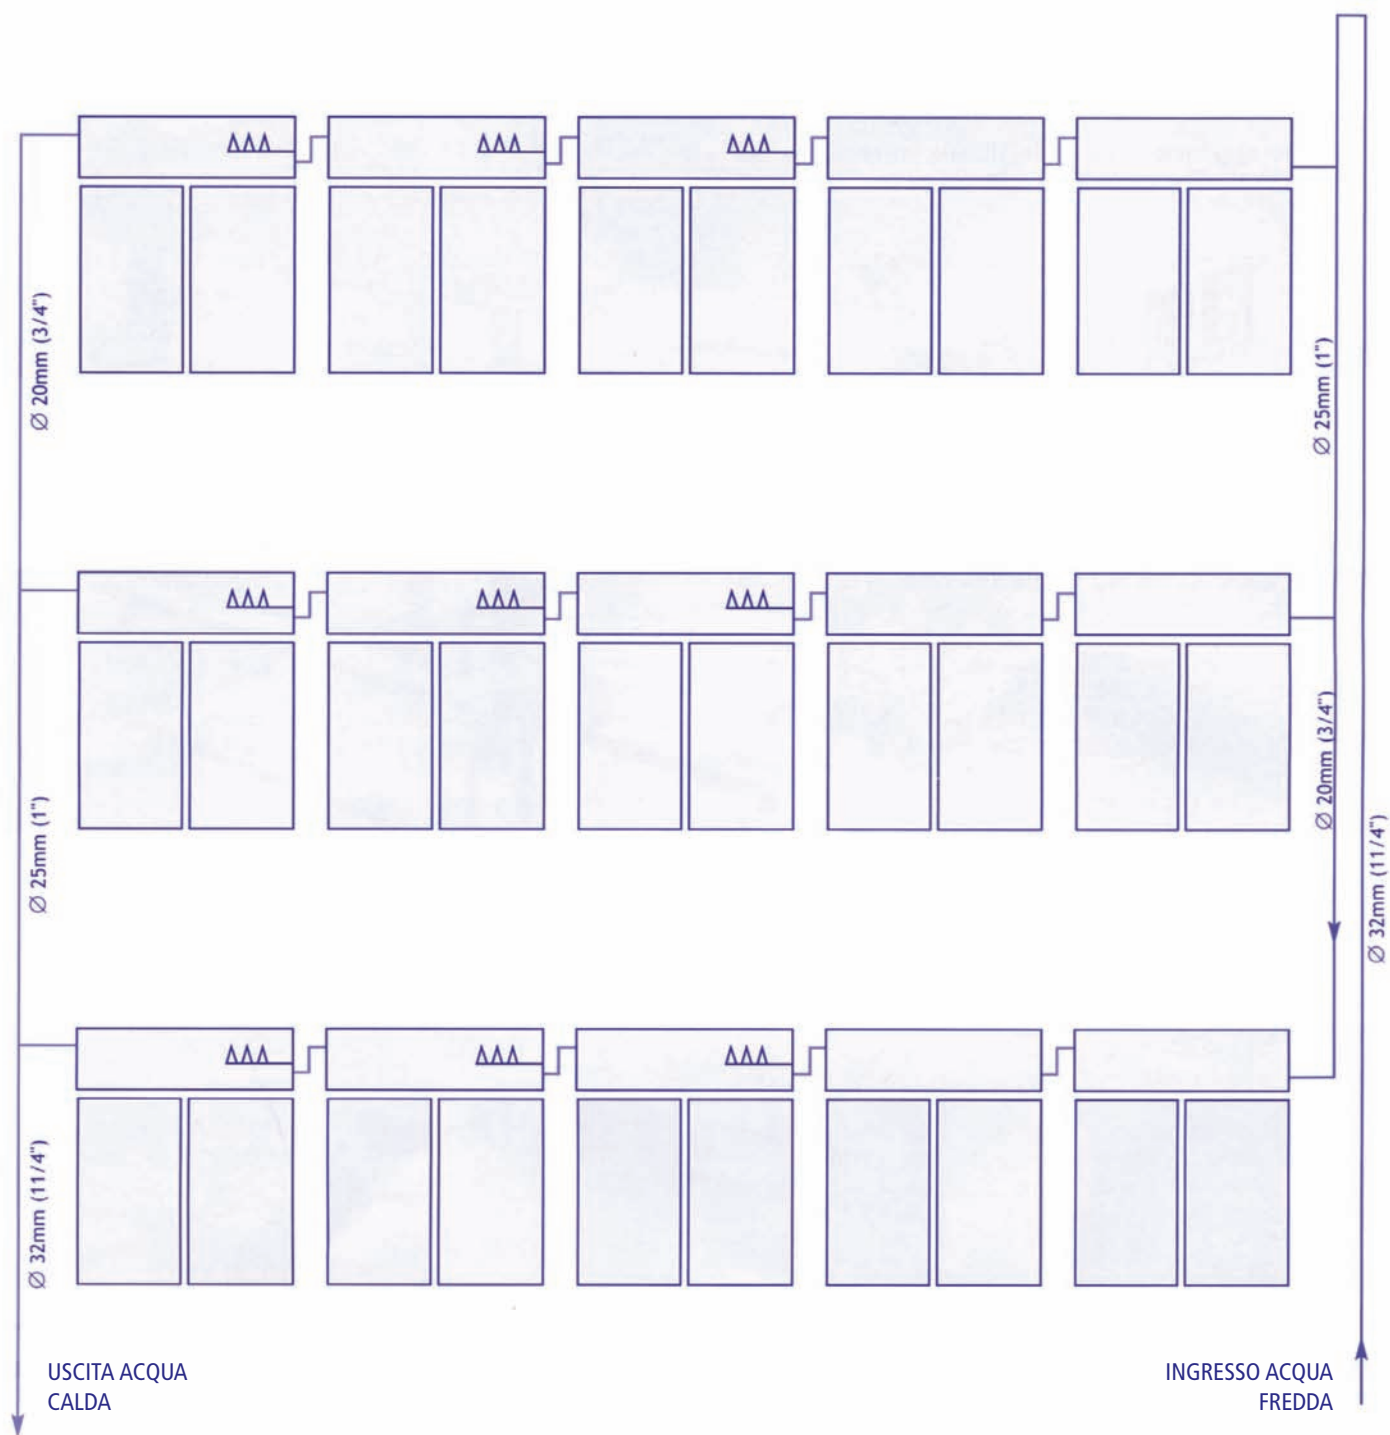 Ø 20mm (3/4")
Ø 25mm (1")
Ø 25mm (1")
Ø 20mm (3/4")
Ø 32mm (11/4")
Ø 32mm (11/4")
USCITA ACQUA
CALDA
INGRESSO ACQUA
FREDDA